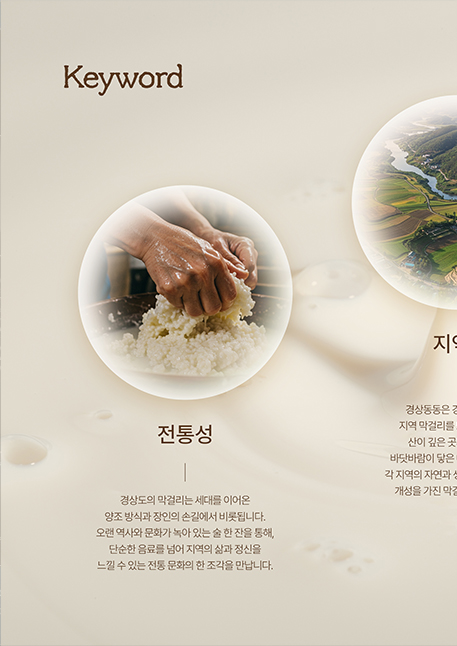 Keyword
전통성
경상도의 막걸리는 세대를 이어온
양조 방식과 장인의 손길에서 비롯됩니다.
오랜 역사와 문화가 녹아 있는 술 한 잔을 통해,
단순한 음료를 넘어 지역의 삶과 정신을
느낄 수 있는 전통 문화의 한 조각을 만납니다.
지역
경상동동은 경
지역 막걸리를
산이 깊은 곳
바닷바람이 닿은
각 지역의 자연과
개성을 가진 막걸